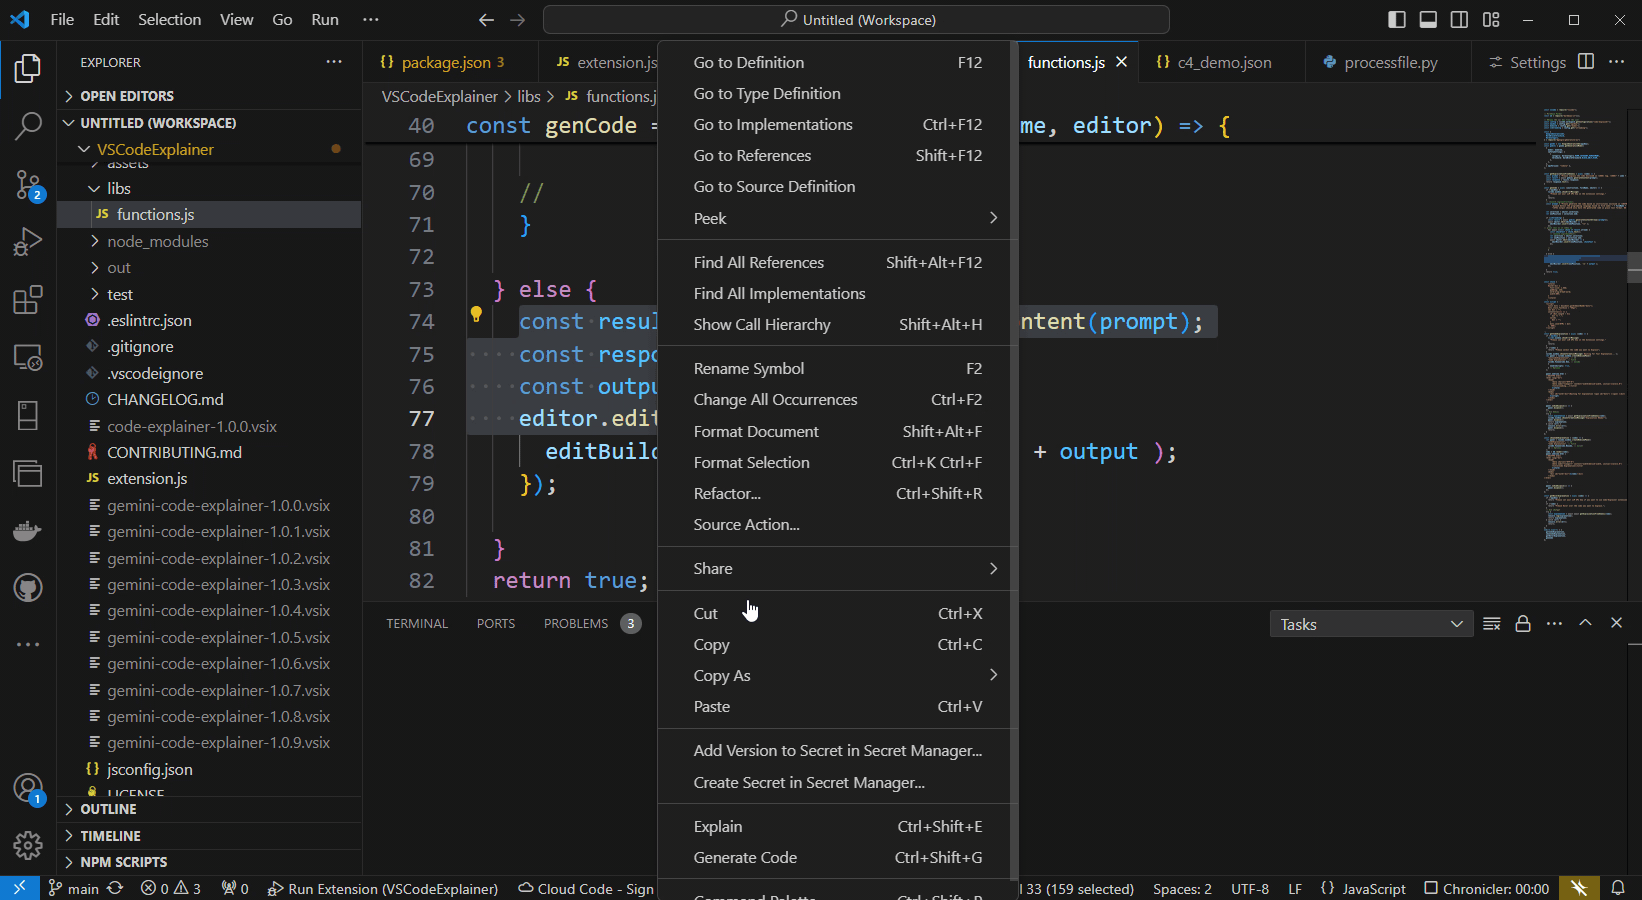 File Edit Selection View Go Run ··· Untitled (Workspace)
EXPLORER ···
OPEN EDITORS
UNTITLED (WORKSPACE)
VSCodeExplainer
assets
libs
JS functions.js
node_modules
out
test
.eslintrc.json
.gitignore
.vscodeignore
CHANGELOG.md
code-explainer-1.0.0.vsix
CONTRIBUTING.md
JS extension.js
gemini-code-explainer-1.0.0.vsix
gemini-code-explainer-1.0.1.vsix
gemini-code-explainer-1.0.2.vsix
gemini-code-explainer-1.0.3.vsix
gemini-code-explainer-1.0.4.vsix
gemini-code-explainer-1.0.5.vsix
gemini-code-explainer-1.0.6.vsix
gemini-code-explainer-1.0.7.vsix
gemini-code-explainer-1.0.8.vsix
gemini-code-explainer-1.0.9.vsix
{} jsconfig.json
LICENSE
OUTLINE
TIMELINE
NPM SCRIPTS
2
1
{} package.json 3 JS extension.js functions.js {} c4_demo.json processfile.py Settings ···
VSCodeExplainer > libs > JS functions.j
40 const genCode = me, editor) => {
69
70 //
71 }
72
73 } else {
74 const resul ntent(prompt);
75 const respo
76 const outpu
77 editor.edit
78 editBuild + output );
79 });
80
81 }
82 return true;
Go to Definition F12
Go to Type Definition
Go to Implementations Ctrl+F12
Go to References Shift+F12
Go to Source Definition
Peek
Find All References Shift+Alt+F12
Find All Implementations
Show Call Hierarchy Shift+Alt+H
Rename Symbol F2
Change All Occurrences Ctrl+F2
Format Document Shift+Alt+F
Format Selection Ctrl+K Ctrl+F
Refactor... Ctrl+Shift+R
Source Action...
Share
Cut Ctrl+X
Copy Ctrl+C
Copy As
Paste Ctrl+V
Add Version to Secret in Secret Manager...
Create Secret in Secret Manager...
Explain Ctrl+Shift+E
Generate Code Ctrl+Shift+G
Command Palette Ctrl+Shift+P
TERMINAL PORTS PROBLEMS 3 Tasks ···
main 0 3 0 Run Extension (VSCodeExplainer) Cloud Code - Sign 33 (159 selected) Spaces: 2 UTF-8 LF {} JavaScript Chronicler: 00:00